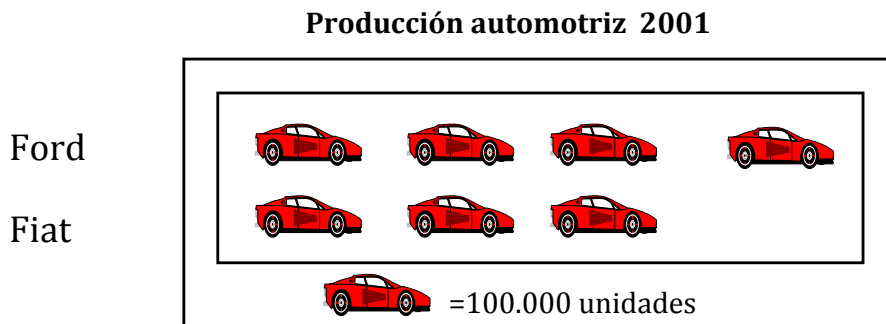 Producción automotriz 2001
Ford
Fiat
=100.000 unidades